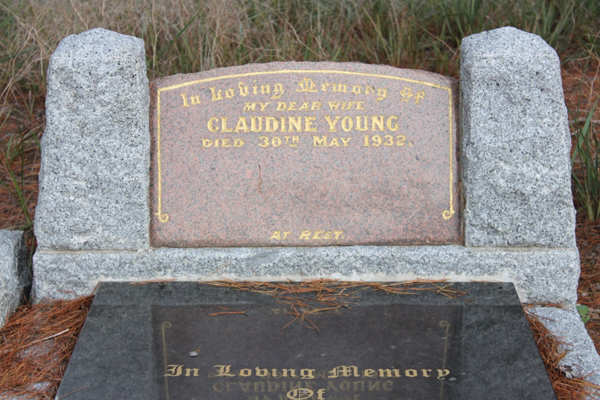 In Loving Memory Of
MY DEAR WIFE
CLAUDINE YOUNG
DIED 30TH MAY 1932.
AT REST
In Loving Memory
Of